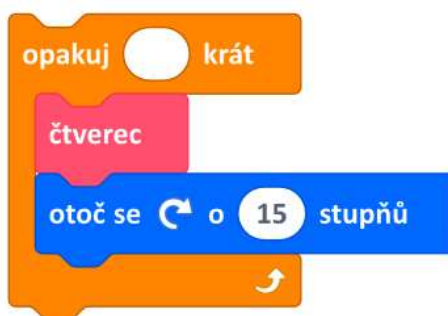 opakuj krát
čtverec
otoč se o 15 stupňů